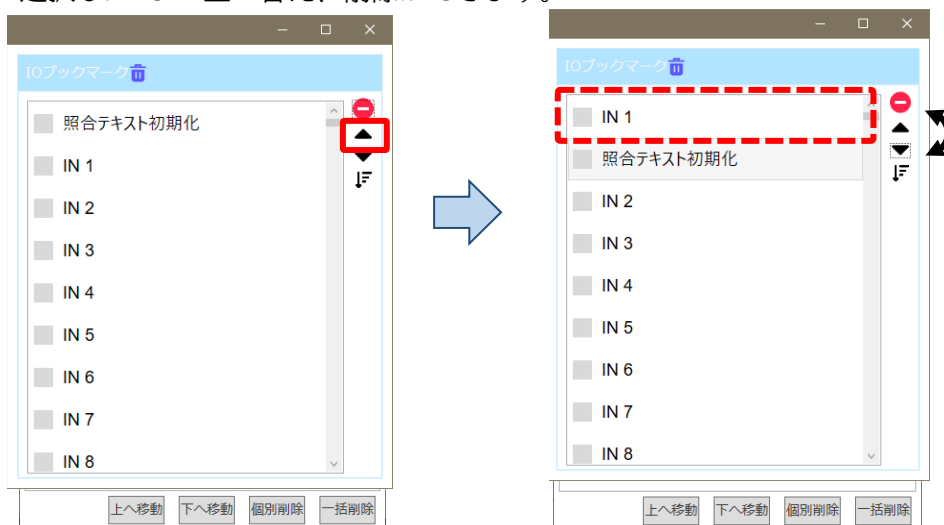 IOブックマーク
照合テキスト初期化
IN 1
IN 2
IN 3
IN 4
IN 5
IN 6
IN 7
IN 8
上へ移動 下へ移動 個別削除 一括削除
IOブックマーク
IN 1
照合テキスト初期化
IN 2
IN 3
IN 4
IN 5
IN 6
IN 7
IN 8
上へ移動 下へ移動 個別削除 一括削除